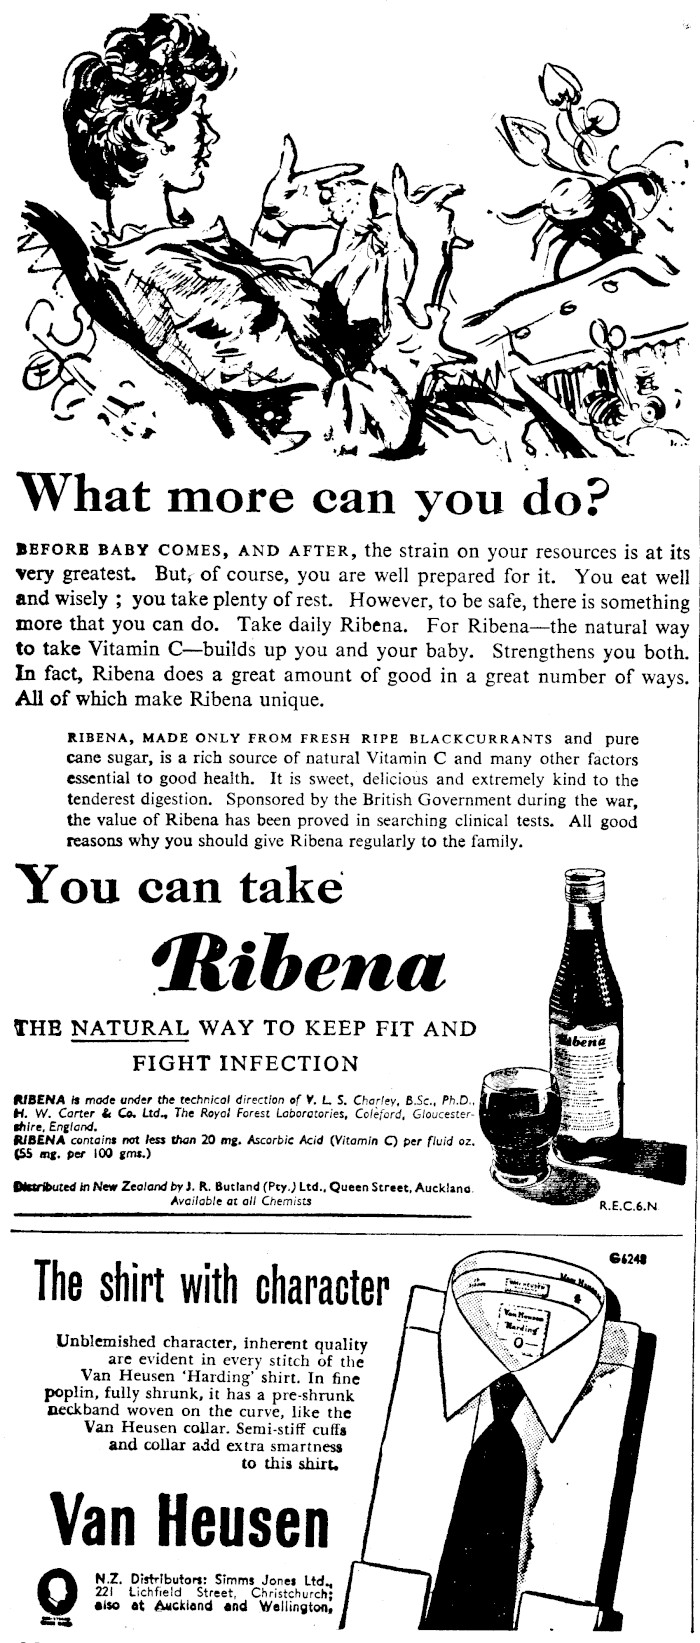 What more can you do?
BEFORE BABY COMES, AND AFTER, the strain on your resources is at its
very greatest. But, of course, you are well prepared for it. You eat well
and wisely ; you take plenty of rest. However, to be safe, there is something
more that you can do. Take daily Ribena. For Ribena—the natural way
to take Vitamin C—builds up you and your baby. Strengthens you both.
In fact, Ribena does a great amount of good in a great number of ways.
All of which make Ribena unique.
RIBENA, MADE ONLY FROM FRESH RIPE BLACKCURRANTS and pure
cane sugar, is a rich source of natural Vitamin C and many other factors
essential to good health. It is sweet, delicious and extremely kind to the
tenderest digestion. Sponsored by the British Government during the war,
the value of Ribena has been proved in searching clinical tests. All good
reasons why you should give Ribena regularly to the family.
You can take
Ribena
THE NATURAL WAY TO KEEP FIT AND
FIGHT INFECTION
RIBENA is made under the technical direction of V. L. S. Charley, B.Sc., Ph.D.,
H. W. Carter & Co. Ltd., The Royal Forest Laboratories, Coleford, Gloucester-
shire, England.
RIBENA contains not less than 20 mg. Ascorbic Acid (Vitamin C) per fluid oz.
(55 mg. per 100 gms.)
Distributed in New Zealand by J. R. Butland (Pty.) Ltd., Queen Street, Auckland.
Available at all Chemists
Ribena
R.E.C.6.N
G6248
The shirt with character
Unblemished character, inherent quality
are evident in every stitch of the
Van Heusen 'Harding' shirt. In fine
poplin, fully shrunk, it has a pre-shrunk
neckband woven on the curve, like the
Van Heusen collar. Semi-stiff cuffs
and collar add extra smartness
to this shirt.
Van Heusen
'Harding'
Van Heusen
N.Z. Distributors: Simms Jones Ltd.,
221 Lichfield Street, Christchurch;
also at Auckland and Wellington.